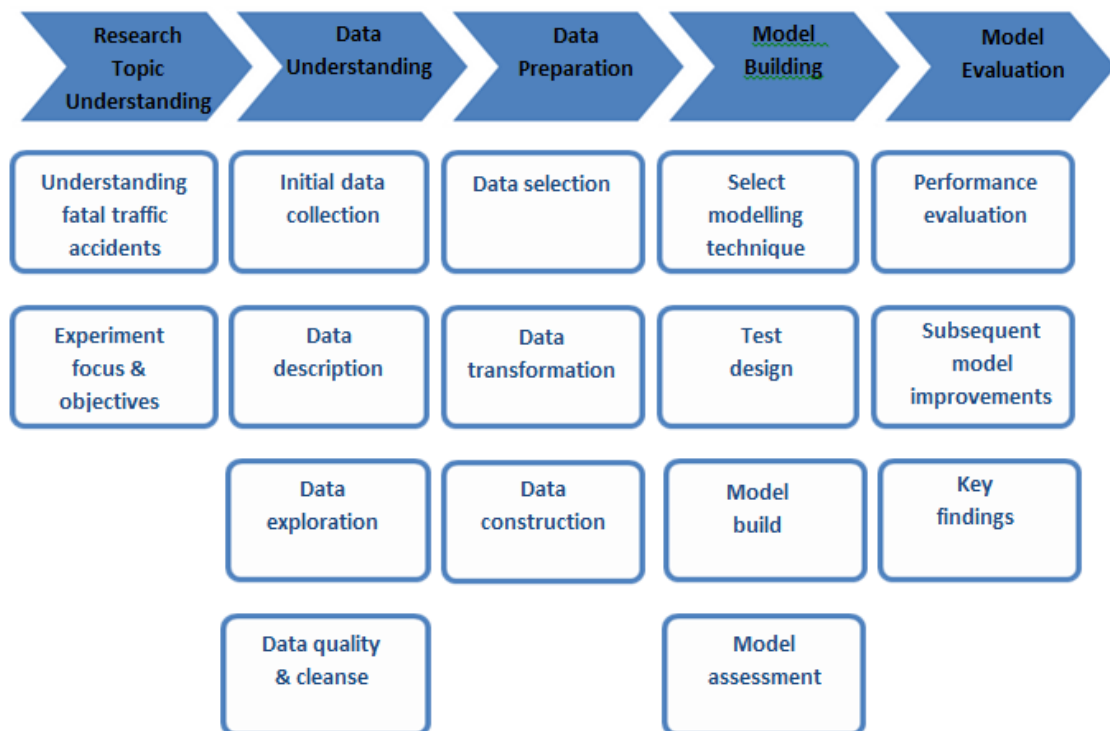 Research
Topic
Understanding
Data
Understanding
Data
Preparation
Model
Building
Model
Evaluation
Understanding
fatal traffic
accidents
Initial data
collection
Data selection
Select
modelling
technique
Performance
evaluation
Experiment
focus &
objectives
Data
description
Data
transformation
Test
design
Subsequent
model
improvements
Data
exploration
Data
construction
Model
build
Key
findings
Data quality
& cleanse
Model
assessment